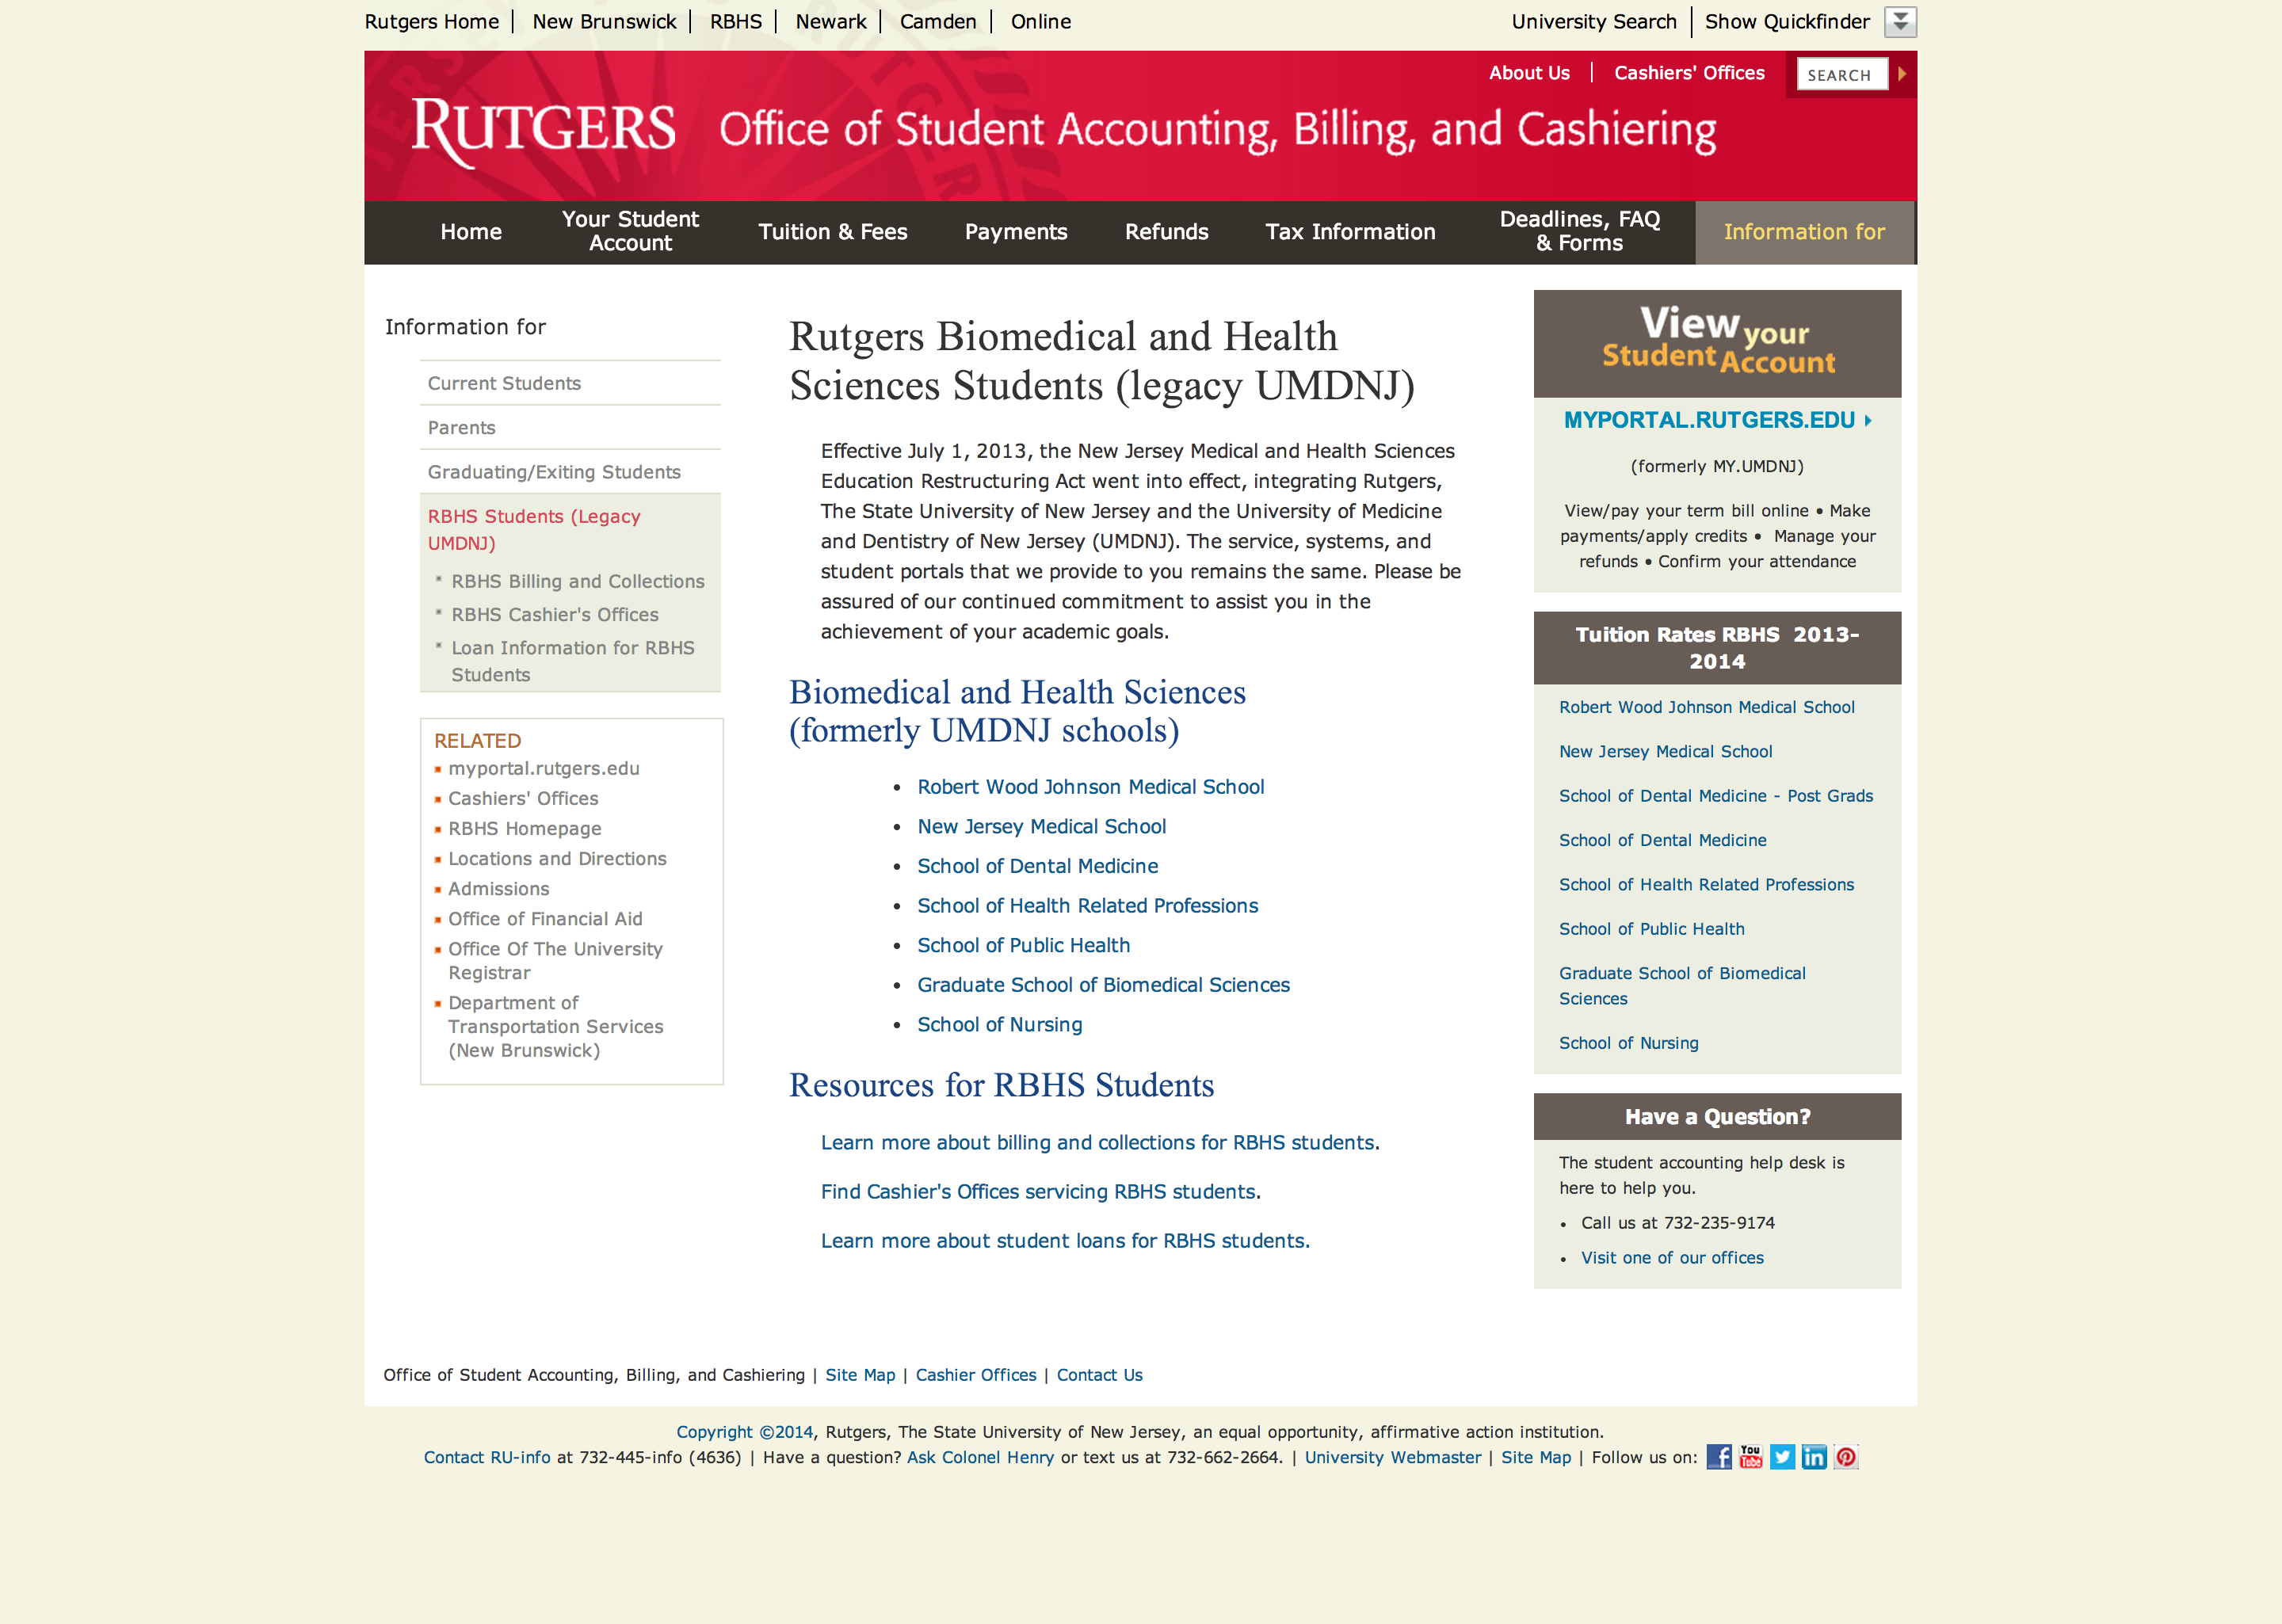 Rutgers Home | New Brunswick | RBHS | Newark | Camden | Online
University Search | Show Quickfinder
About Us | Cashiers' Offices
SEARCH
RUTGERS Office of Student Accounting, Billing, and Cashiering
Home
Your Student
Account
Tuition & Fees
Payments
Refunds
Tax Information
Deadlines, FAQ
& Forms
Information for
Information for
Current Students
Parents
Graduating/Exiting Students
RBHS Students (Legacy
UMDNJ)
RBHS Billing and Collections
RBHS Cashier's Offices
Loan Information for RBHS
Students
RELATED
myportal.rutgers.edu
Cashiers' Offices
RBHS Homepage
Locations and Directions
Admissions
Office of Financial Aid
Office Of The University
Registrar
Department of
Transportation Services
(New Brunswick)
Rutgers Biomedical and Health
Sciences Students (legacy UMDNJ)
Effective July 1, 2013, the New Jersey Medical and Health Sciences
Education Restructuring Act went into effect, integrating Rutgers,
The State University of New Jersey and the University of Medicine
and Dentistry of New Jersey (UMDNJ). The service, systems, and
student portals that we provide to you remains the same. Please be
assured of our continued commitment to assist you in the
achievement of your academic goals.
Biomedical and Health Sciences
(formerly UMDNJ schools)
• Robert Wood Johnson Medical School
• New Jersey Medical School
• School of Dental Medicine
• School of Health Related Professions
• School of Public Health
• Graduate School of Biomedical Sciences
• School of Nursing
Resources for RBHS Students
Learn more about billing and collections for RBHS students.
Find Cashier's Offices servicing RBHS students.
Learn more about student loans for RBHS students.
View your
Student Account
MYPORTAL.RUTGERS.EDU
(formerly MY.UMDNJ)
View/pay your term bill online • Make
payments/apply credits • Manage your
refunds • Confirm your attendance
Tuition Rates RBHS 2013-
2014
Robert Wood Johnson Medical School
New Jersey Medical School
School of Dental Medicine - Post Grads
School of Dental Medicine
School of Health Related Professions
School of Public Health
Graduate School of Biomedical
Sciences
School of Nursing
Have a Question?
The student accounting help desk is
here to help you.
• Call us at 732-235-9174
• Visit one of our offices
Office of Student Accounting, Billing, and Cashiering | Site Map | Cashier Offices | Contact Us
Copyright ©2014, Rutgers, The State University of New Jersey, an equal opportunity, affirmative action institution.
Contact RU-info at 732-445-info (4636) | Have a question? Ask Colonel Henry or text us at 732-662-2664. | University Webmaster | Site Map | Follow us on: f You Tube in